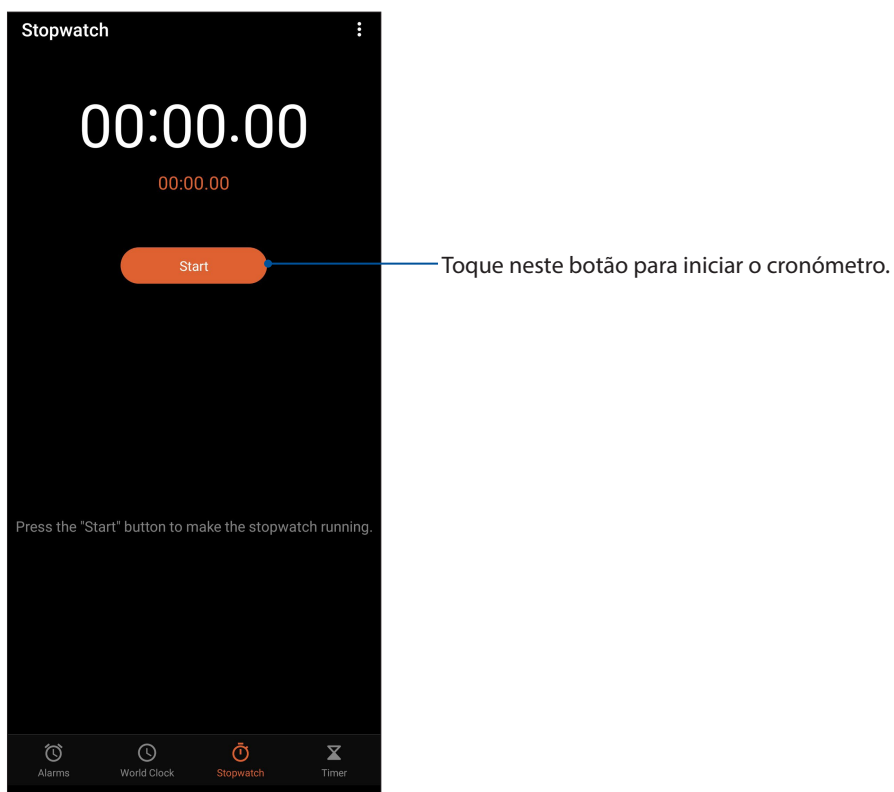 Stopwatch
00:00.00
00:00.00
Start
Toque neste botão para iniciar o cronómetro.
Press the "Start" button to make the stopwatch running.
Alarms World Clock Stopwatch Timer